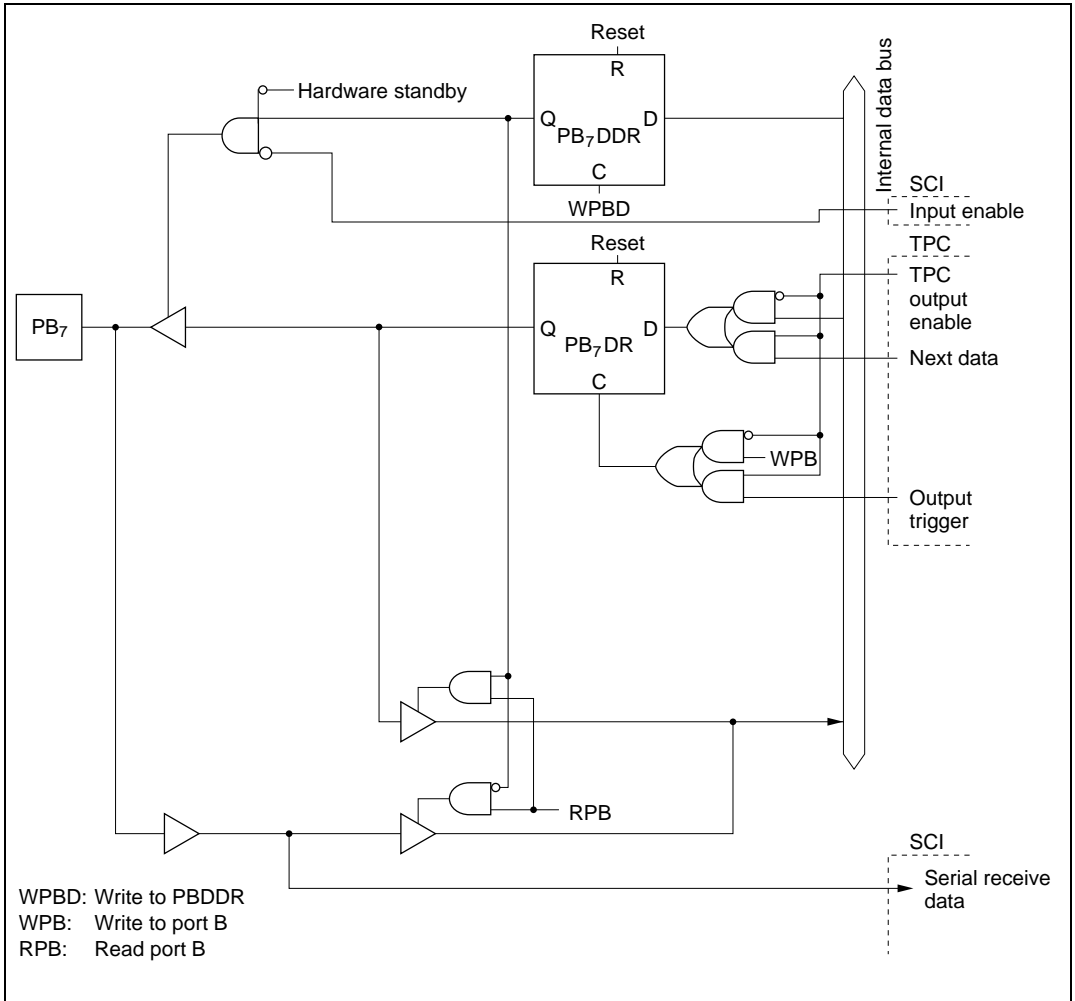 Reset
R
Hardware standby
Q
D
PB₇DDR
C
WPBD
Internal data bus
SCI
Input enable
Reset
R
TPC
TPC
output
enable
PB₇
Q
D
PB₇DR
Next data
C
WPB
Output
trigger
RPB
SCI
Serial receive
data
WPBD: Write to PBDDR
WPB: Write to port B
RPB: Read port B